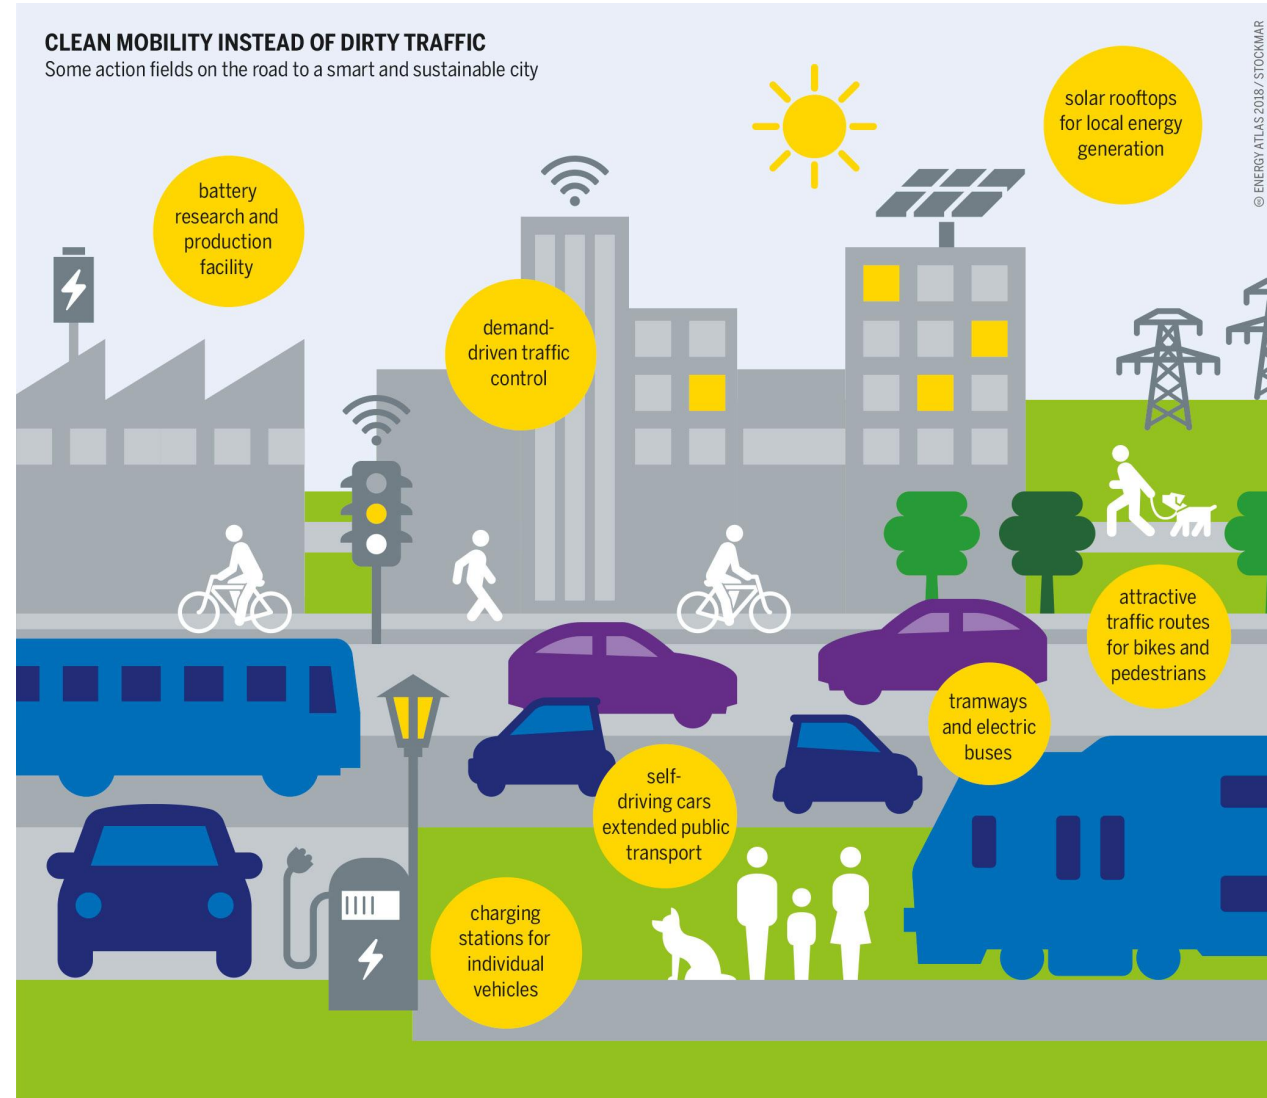 CLEAN MOBILITY INSTEAD OF DIRTY TRAFFIC
Some action fields on the road to a smart and sustainable city
solar rooftops
for local energy
generation
battery
research and
production
facility
demand-
driven traffic
control
attractive
traffic routes
for bikes and
pedestrians
tramways
and electric
buses
self-
driving cars
extended public
transport
charging
stations for
individual
vehicles
🅭 ENERGY ATLAS 2018 / STOCKMAR